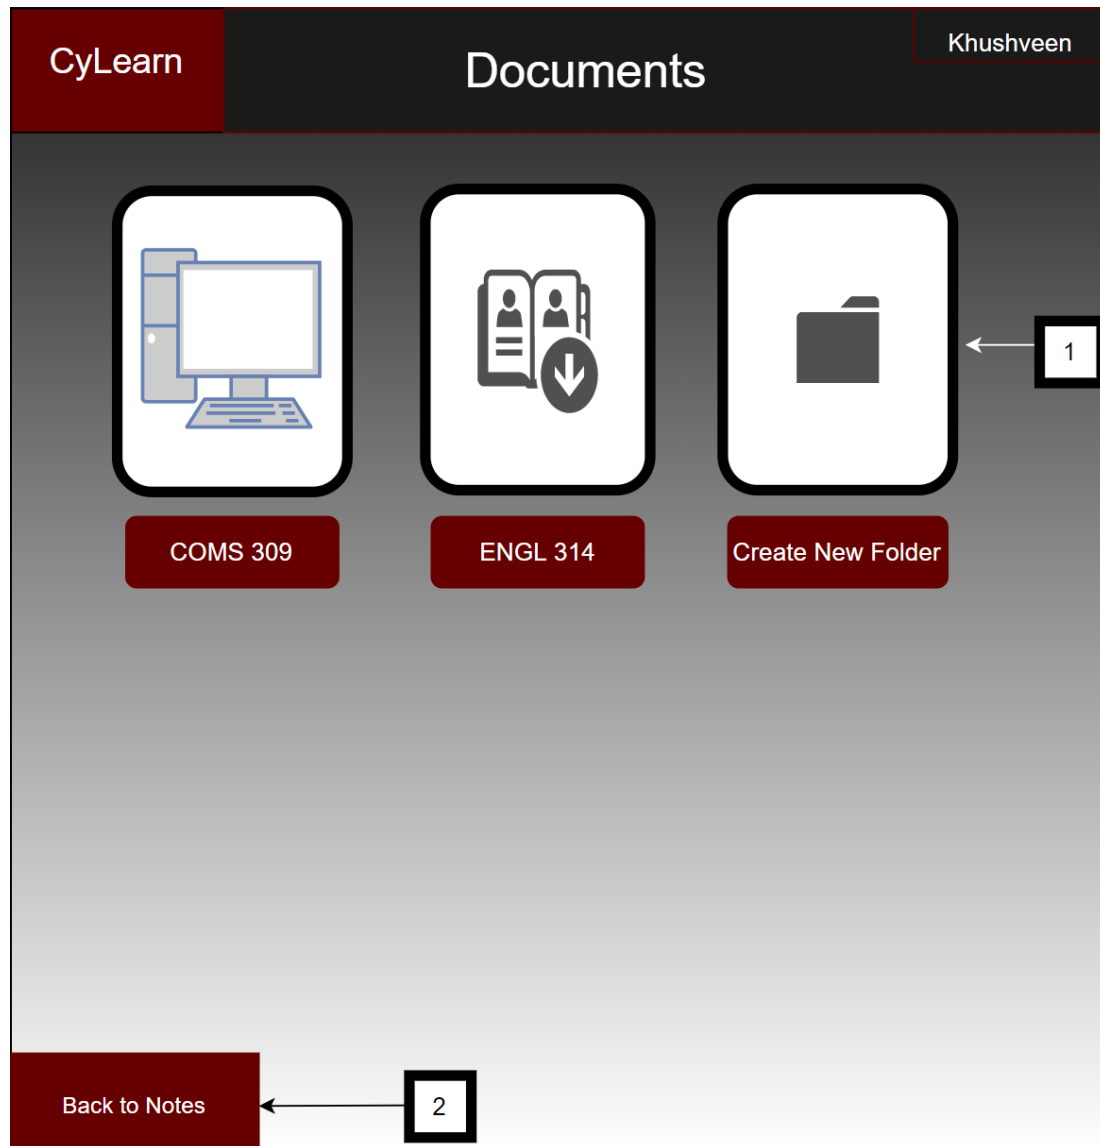 CyLearn
Documents
Khushveen
1
COMS 309
ENGL 314
Create New Folder
Back to Notes
2